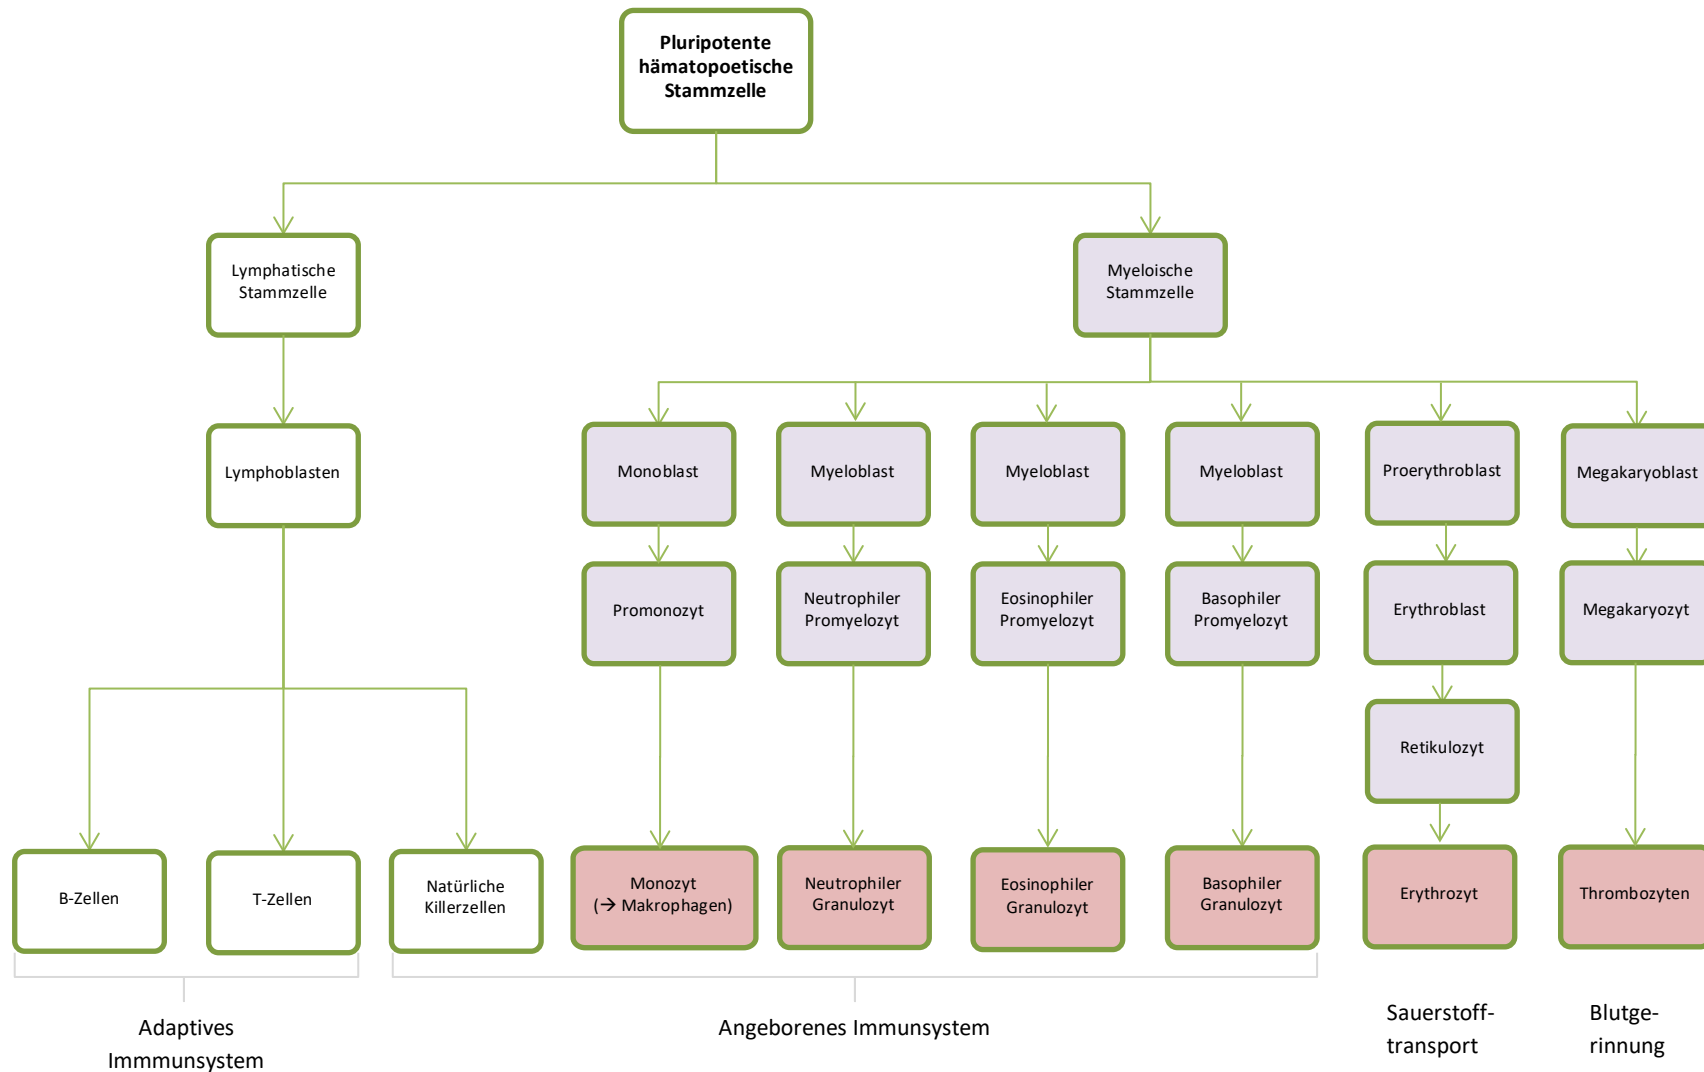 Pluripotente
hämatopoetische
Stammzelle
Lymphatische
Stammzelle
Myeloische
Stammzelle
Lymphoblasten
Monoblast
Myeloblast
Myeloblast
Myeloblast
Proerythroblast
Megakaryoblast
Promonozyt
Neutrophiler
Promyelozyt
Eosinophiler
Promyelozyt
Basophiler
Promyelozyt
Erythroblast
Megakaryozyt
Retikulozyt
B-Zellen
T-Zellen
Natürliche
Killerzellen
Monozyt
(→ Makrophagen)
Neutrophiler
Granulozyt
Eosinophiler
Granulozyt
Basophiler
Granulozyt
Erythrozyt
Thrombozyten
Adaptives
Immmunsystem
Angeborenes Immunsystem
Sauerstoff-
transport
Blutge-
rinnung